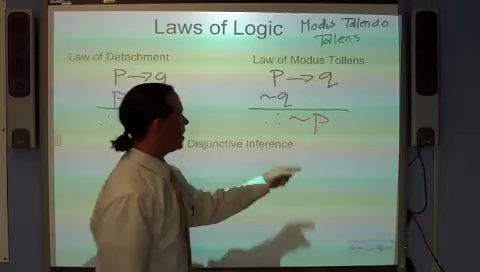 Laws of Logic
Modus Tollendo
Tollens
Law of Detachment
P → q
P
∴
Law of Modus Tollens
P → q
~q
∴ ~P
Disjunctive Inference